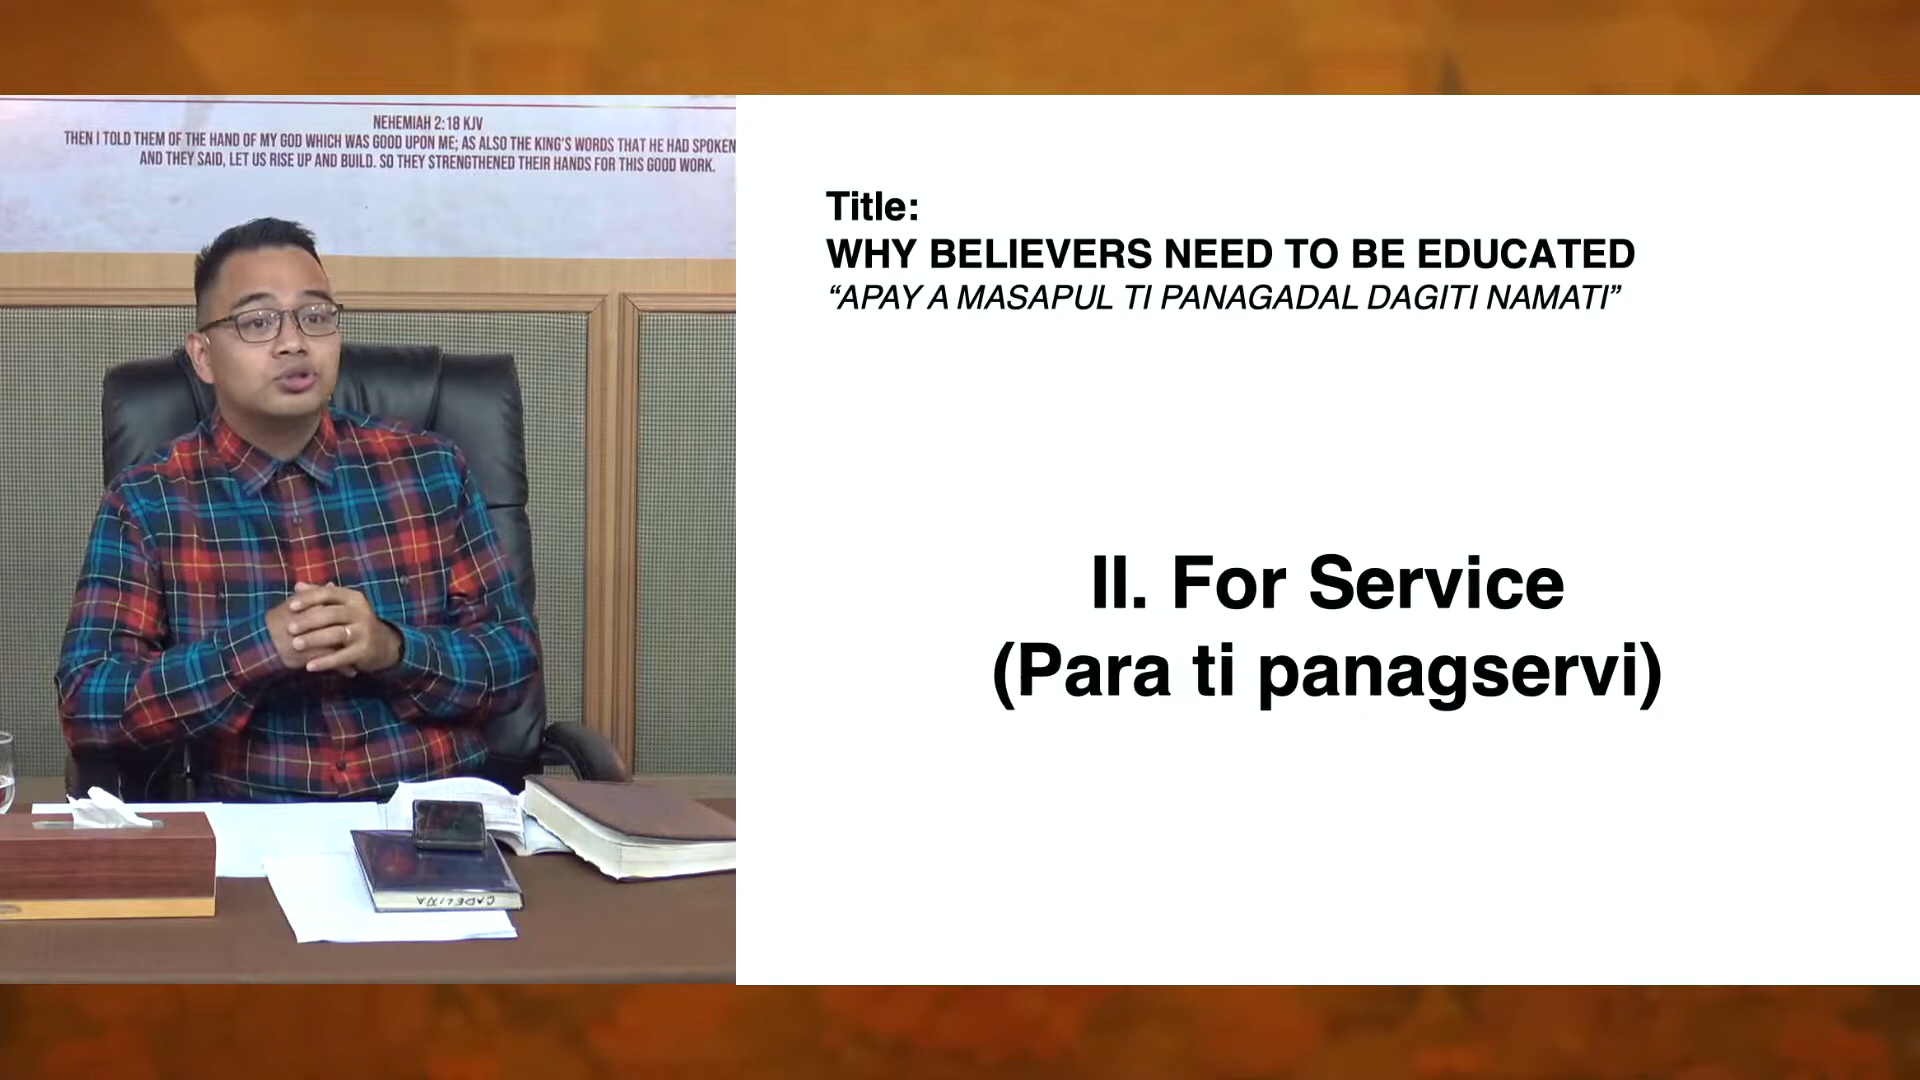 NEHEMIAH 2:18 KJV
THEN I TOLD THEM OF THE HAND OF MY GOD WHICH WAS GOOD UPON ME; AS ALSO THE KING'S WORDS THAT HE HAD SPOKEN
AND THEY SAID, LET US RISE UP AND BUILD. SO THEY STRENGTHENED THEIR HANDS FOR THIS GOOD WORK.
Title:
WHY BELIEVERS NEED TO BE EDUCATED
“APAY A MASAPUL TI PANAGADAL DAGITI NAMATI”
II. For Service
(Para ti panagservi)
CADELINA